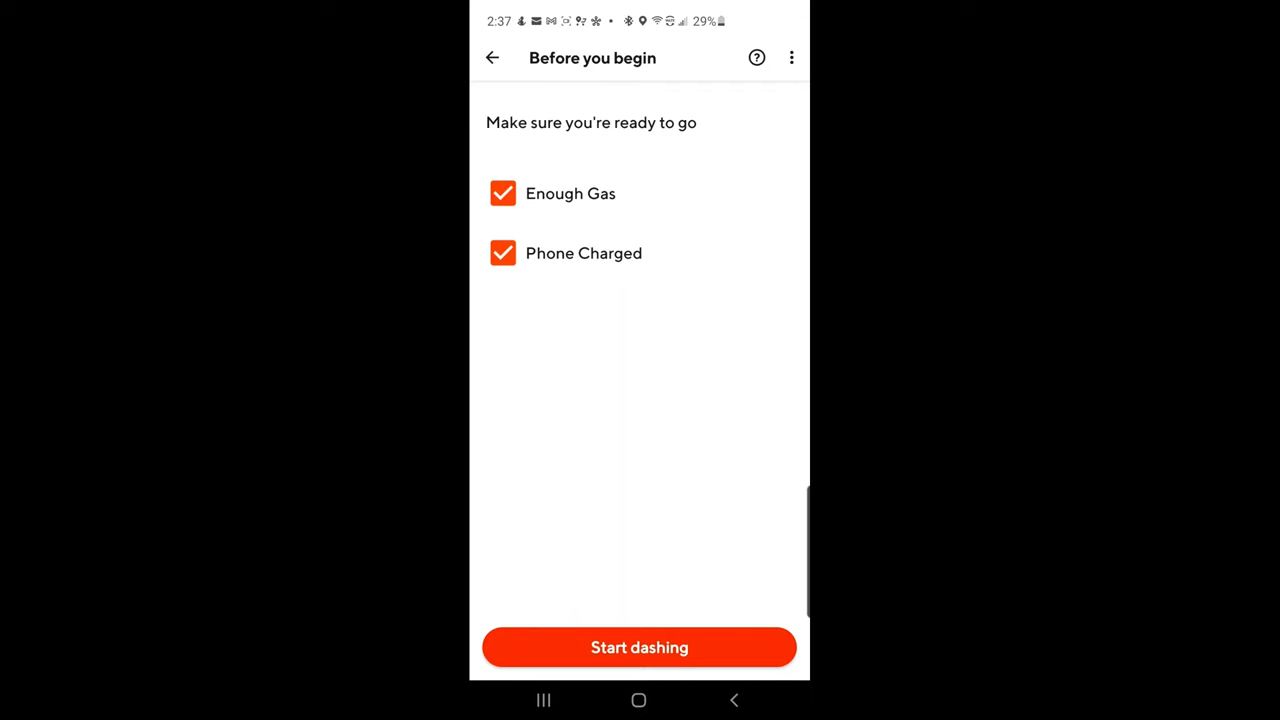 2:37 29%
Before you begin
Make sure you're ready to go
Enough Gas
Phone Charged
Start dashing